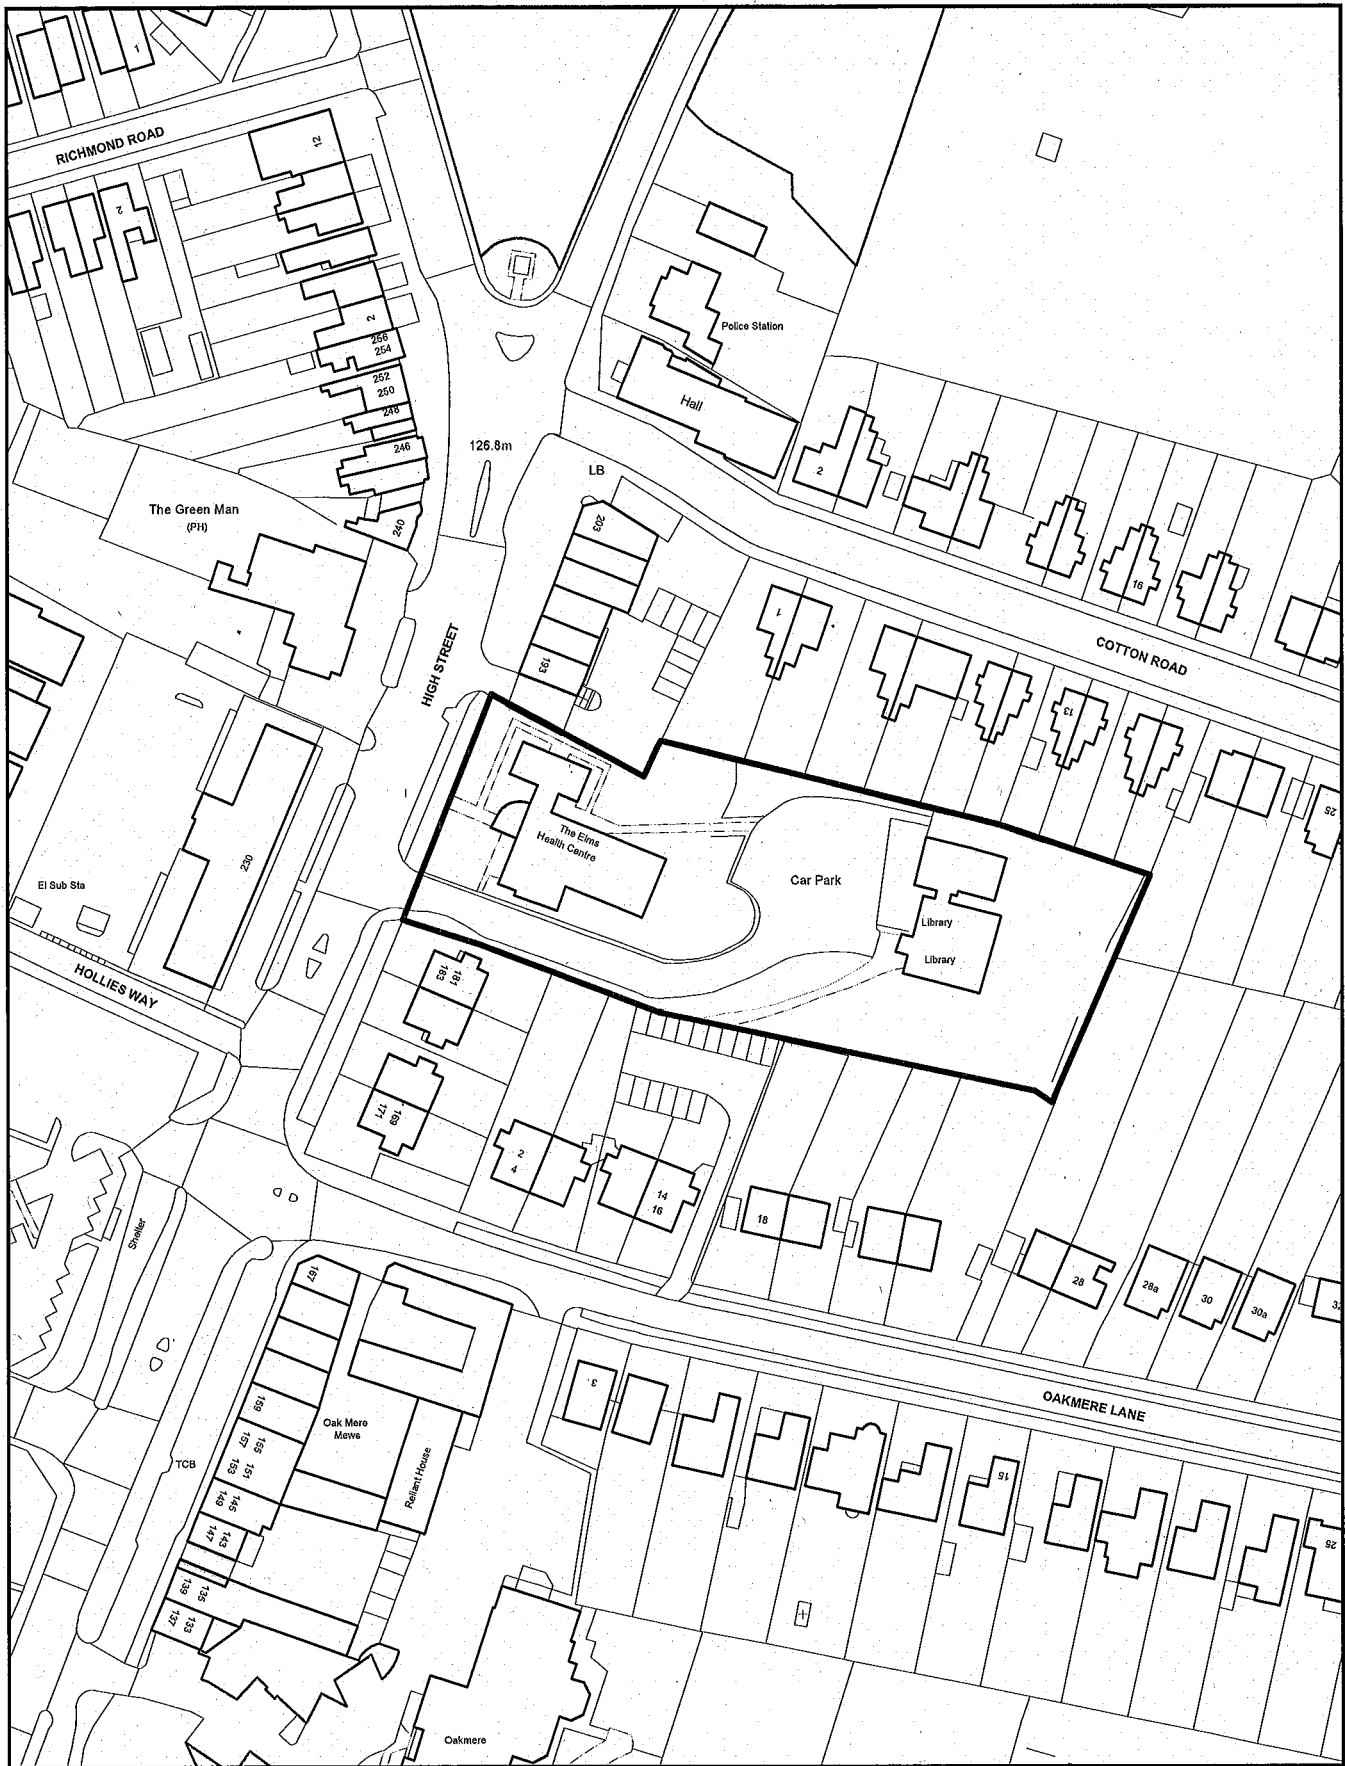 1
RICHMOND ROAD
12
2
2
256
254
252
250
248
246
240
126.8m
Police Station
Hall
LB
2
The Green Man
(PH)
203
193
HIGH STREET
16
COTTON ROAD
1
13
25
230
El Sub Sta
HOLLIES WAY
The Elms
Health Centre
Car Park
Library
Library
181
183
169
171
2
4
14
16
18
28
28a
30
30a
32
Shelter
167
OAKMERE LANE
3
15
25
159
Oak Mere
Mews
Reliant House
155
157
151
153
TCB
145
149
143
147
135
139
133
137
Oakmere